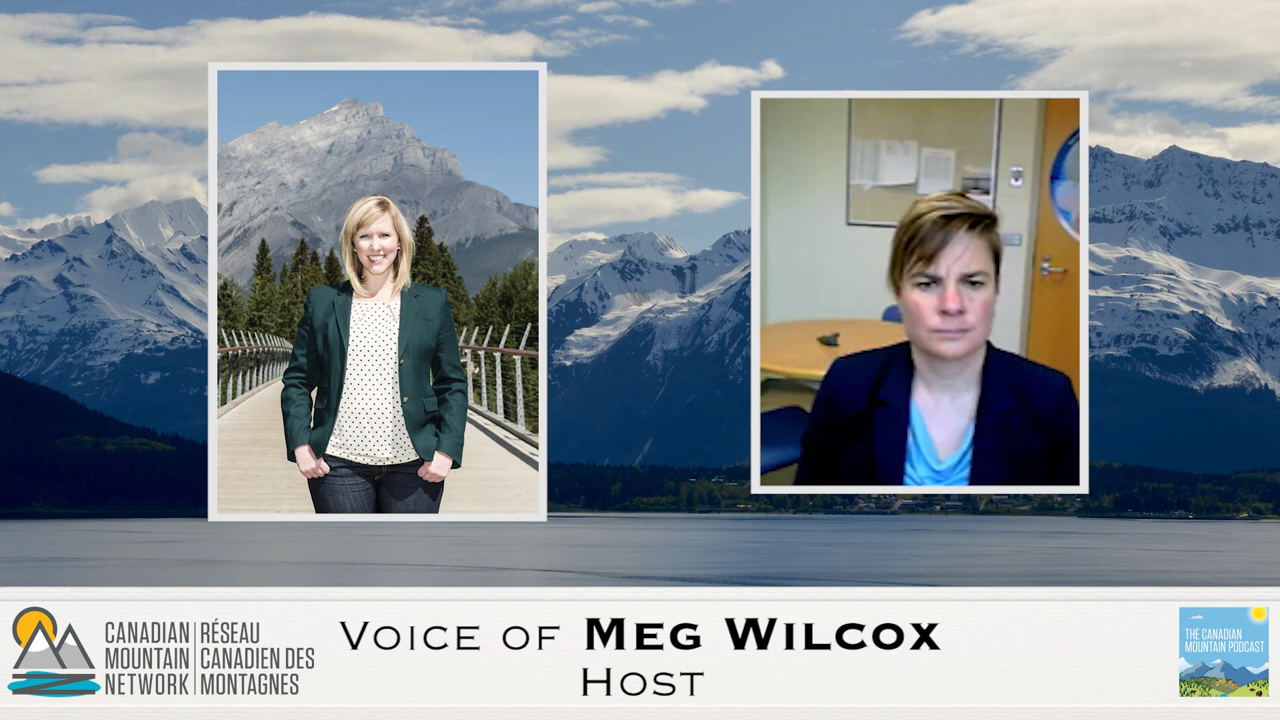 CANADIAN
MOUNTAIN
NETWORK
RÉSEAU
CANADIEN DES
MONTAGNES
VOICE OF MEG WILCOX
HOST
THE CANADIAN
MOUNTAIN PODCAST